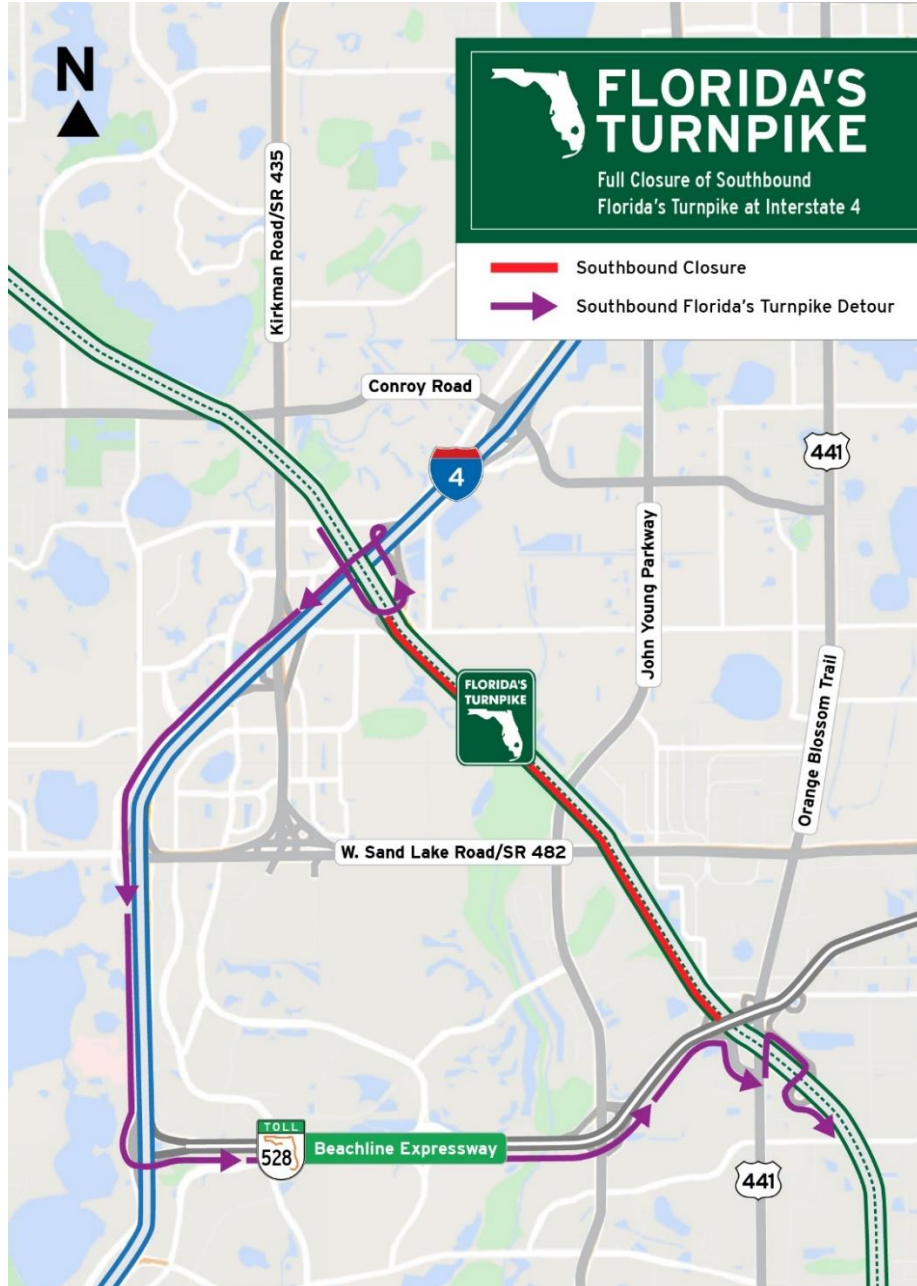 N
FLORIDA'S
TURNPIKE
Full Closure of Southbound
Florida's Turnpike at Interstate 4
Southbound Closure
Southbound Florida's Turnpike Detour
Kirkman Road/SR 435
Conroy Road
4
441
John Young Parkway
FLORIDA'S
TURNPIKE
Orange Blossom Trail
W. Sand Lake Road/SR 482
TOLL
528
Beachline Expressway
441